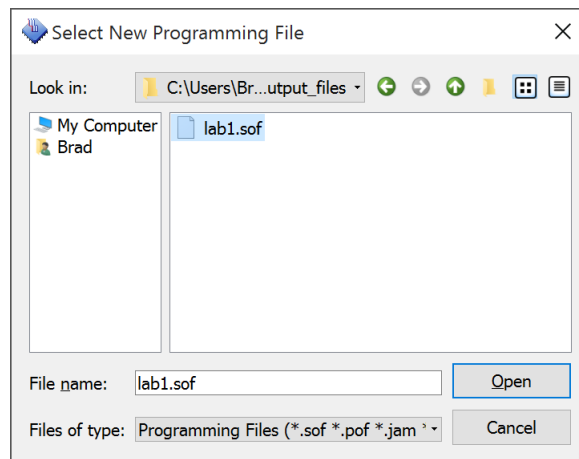 Select New Programming File
Look in: C:\Users\Br...utput_files
My Computer
Brad
lab1.sof
File name: lab1.sof
Open
Files of type: Programming Files (*.sof *.pof *.jam
Cancel